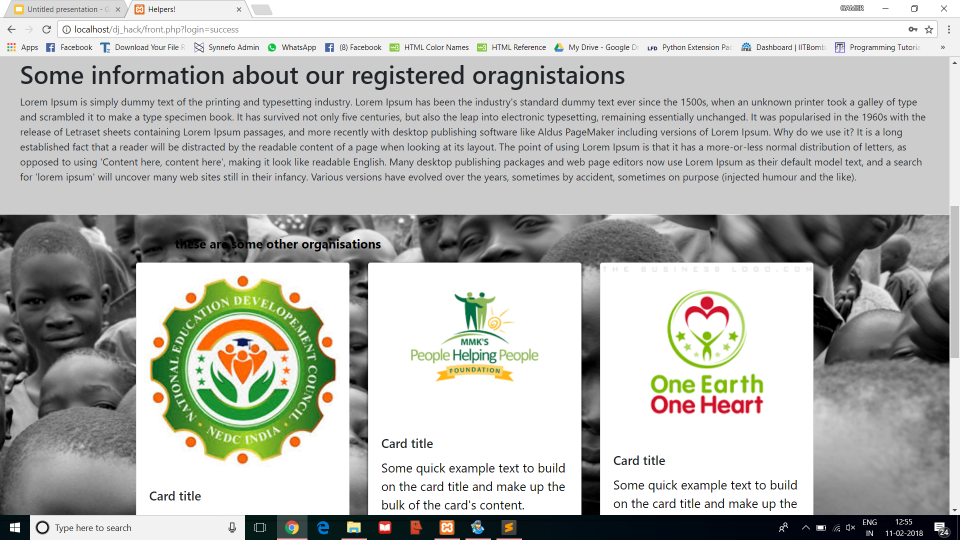 Untitled presentation - G
Helpers!
GAMER
localhost/dj_hack/front.php?login=success
Apps
Facebook
Download Your File R
Synnefo Admin
WhatsApp
(8) Facebook
HTML Color Names
HTML Reference
My Drive - Google D
LFD Python Extension Pac
Dashboard | IITBomb
Programming Tutoria
»
Some information about our registered oragnistaions
Lorem Ipsum is simply dummy text of the printing and typesetting industry. Lorem Ipsum has been the industry's standard dummy text ever since the 1500s, when an unknown printer took a galley of type
and scrambled it to make a type specimen book. It has survived not only five centuries, but also the leap into electronic typesetting, remaining essentially unchanged. It was popularised in the 1960s with the
release of Letraset sheets containing Lorem Ipsum passages, and more recently with desktop publishing software like Aldus PageMaker including versions of Lorem Ipsum. Why do we use it? It is a long
established fact that a reader will be distracted by the readable content of a page when looking at its layout. The point of using Lorem Ipsum is that it has a more-or-less normal distribution of letters, as
opposed to using 'Content here, content here', making it look like readable English. Many desktop publishing packages and web page editors now use Lorem Ipsum as their default model text, and a search
for 'lorem ipsum' will uncover many web sites still in their infancy. Various versions have evolved over the years, sometimes by accident, sometimes on purpose (injected humour and the like).
these are some other organisations
NATIONAL EDUCATION DEVELOPEMENT COUNCIL
NEDC INDIA
Card title
MMK'S
People Helping People
FOUNDATION
Card title
Some quick example text to build
on the card title and make up the
bulk of the card's content.
THE BUSINESS LOGO.COM
One Earth
One Heart
Card title
Some quick example text to build
on the card title and make up the
Type here to search
ENG
IN
12:55
11-02-2018
24